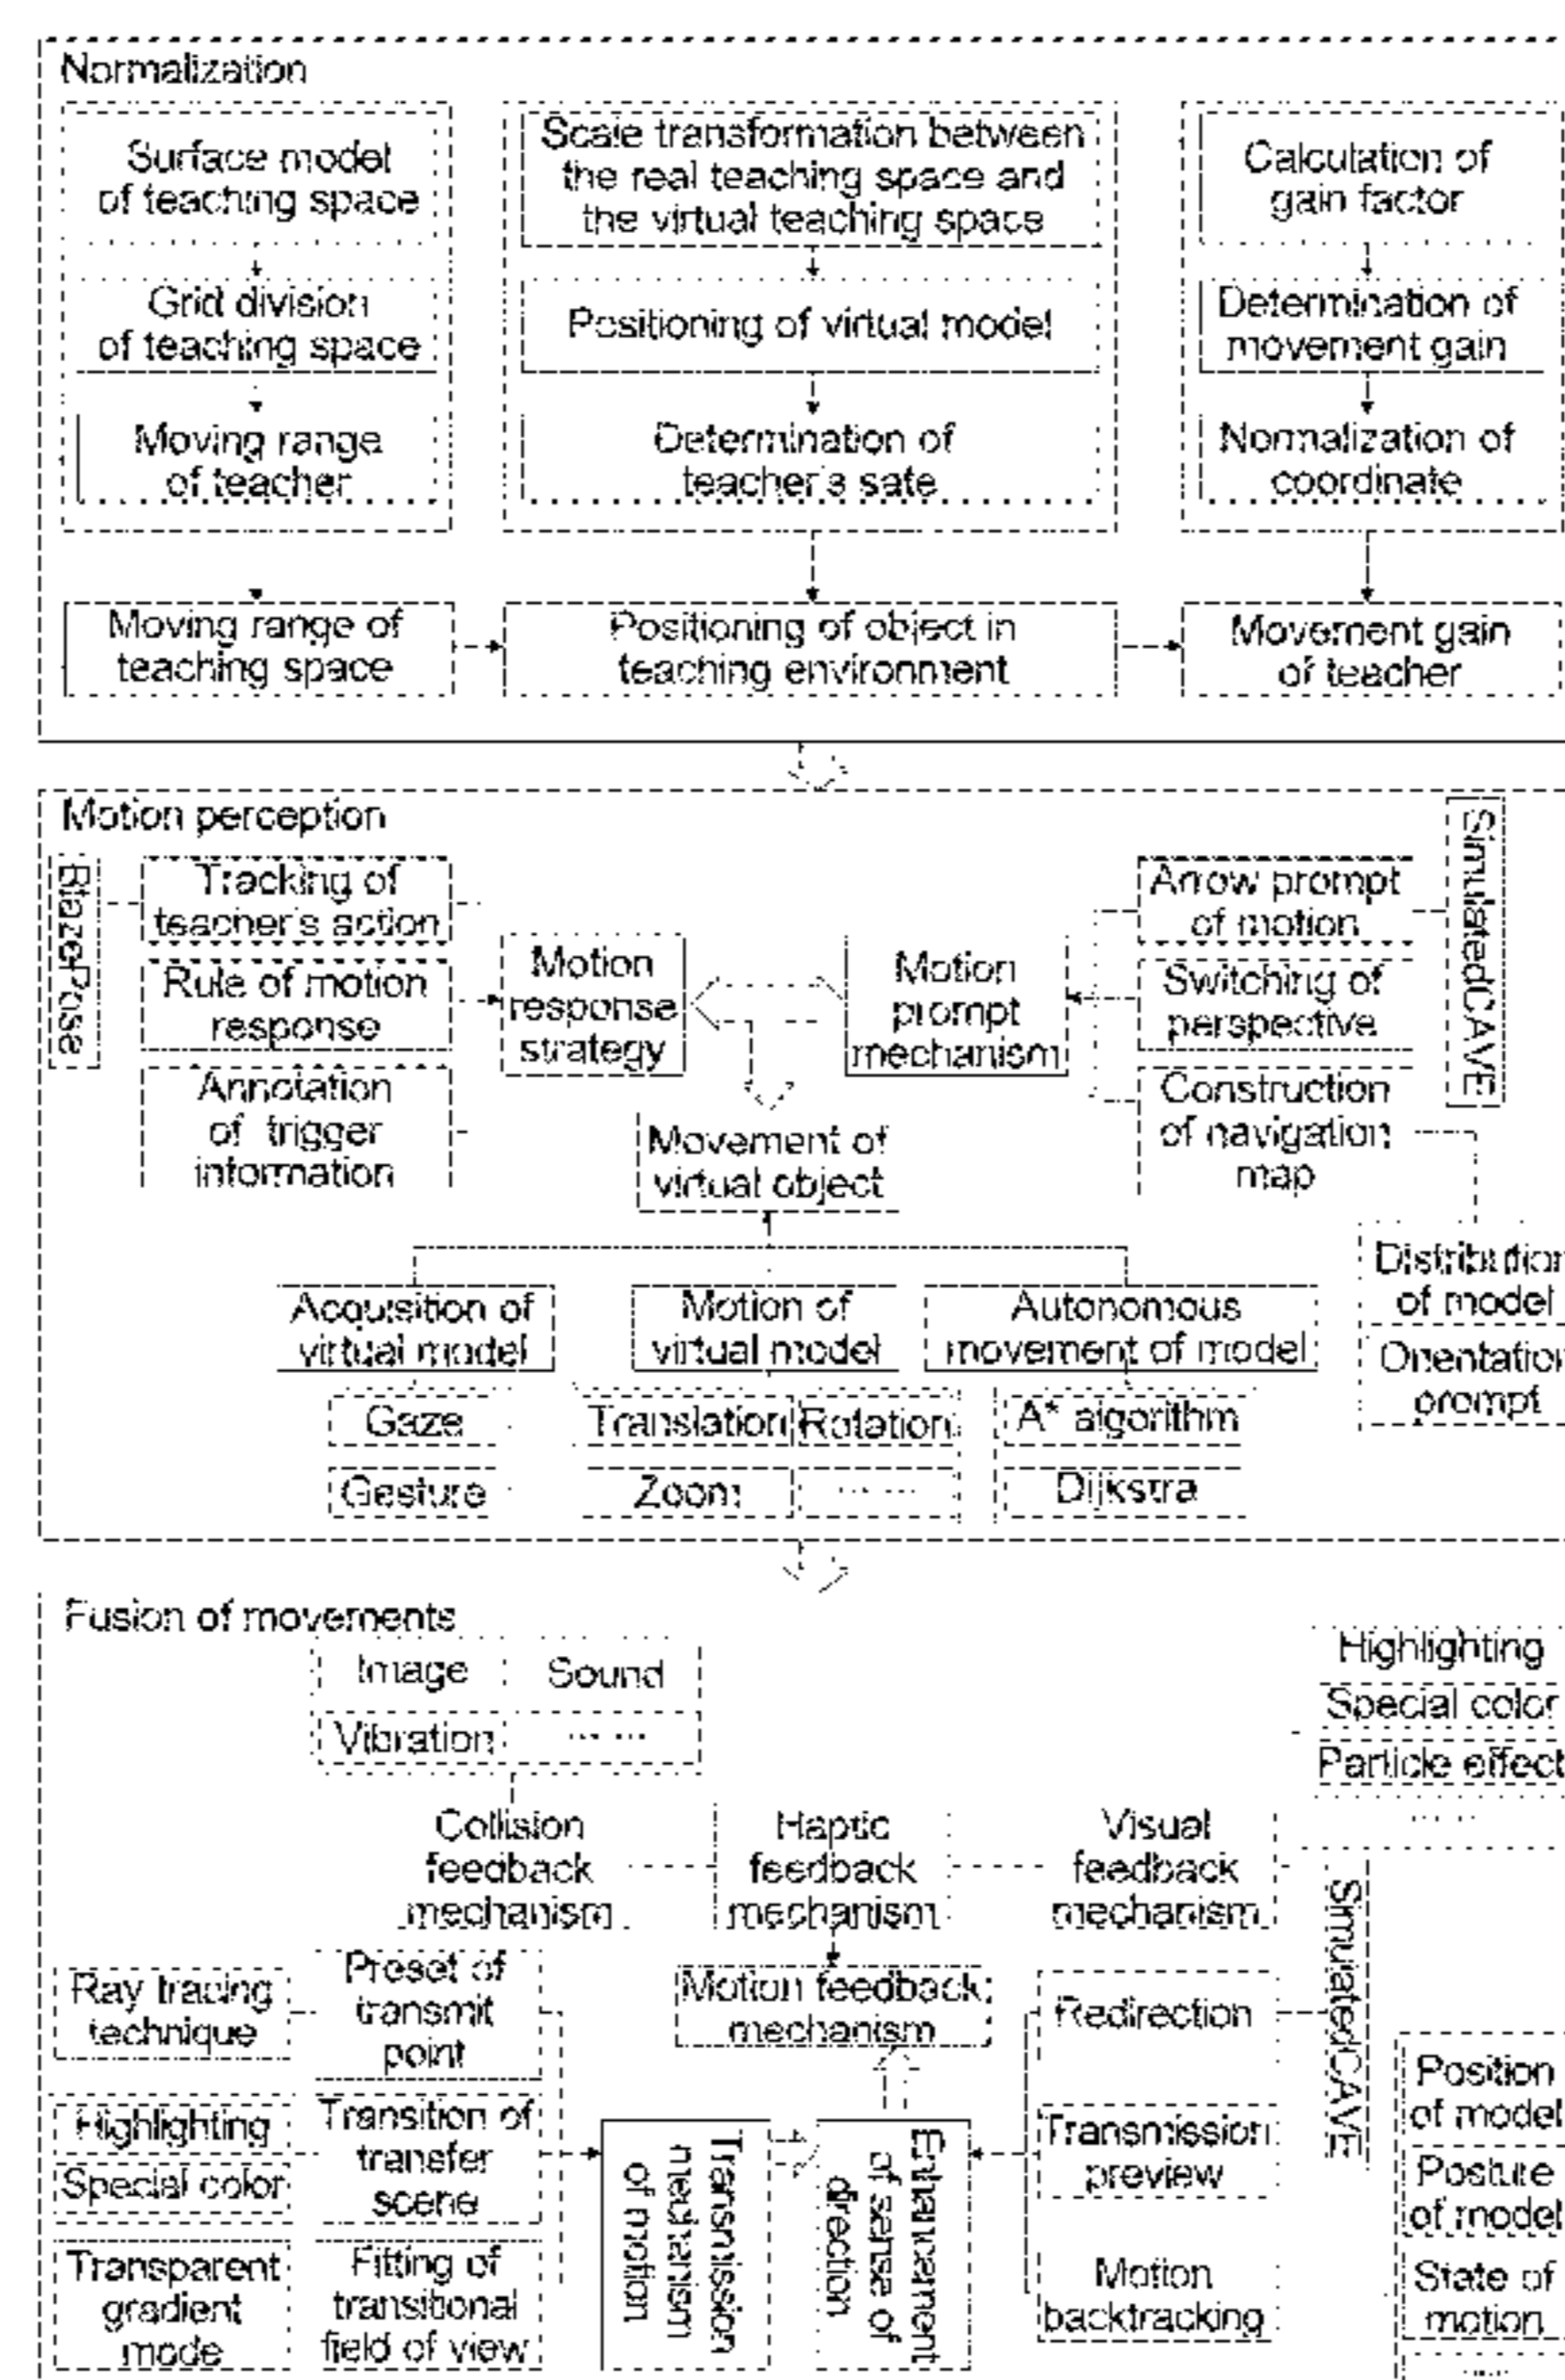 Normalization
Surface model
of teaching space
Grid division
of teaching space
Moving range
of teacher
Scale transformation between
the real teaching space and
the virtual teaching space
Positioning of virtual model
Determination of
teacher's sate
Calculation of
gain factor
Determination of
movement gain
Normalization of
coordinate
Moving range of
teaching space
Positioning of object in
teaching environment
Movement gain
of teacher
Motion perception
BlazePose
Tracking of
teacher's action
Rule of motion
response
Annotation
of trigger
information
Motion
response
strategy
Motion
prompt
mechanism
Arrow prompt
of motion
Switching of
perspective
Construction
of navigation
map
SimulatedCAVE
Movement of
virtual object
Distribution
of model
Orientation
prompt
Acquisition of
virtual model
Motion of
virtual model
Autonomous
movement of model
Gaze
Gesture
Translation
Rotation
Zoom
... ...
A* algorithm
Dijkstra
Fusion of movements
Image
Sound
Vibration
... ...
Highlighting
Special color
Particle effect
... ...
Collision
feedback
mechanism
Haptic
feedback
mechanism
Visual
feedback
mechanism
SimulatedCAVE
Ray tracing
technique
Preset of
transmit
point
Motion feedback
mechanism
Redirection
Highlighting
Special color
Transition of
transfer
scene
Transmission
mechanism
of motion
Enhancement
of sense of
direction
Transmission
preview
Transparent
gradient
mode
Fitting of
transitional
field of view
Motion
backtracking
Position
of model
Posture
of model
State of
motion
... ...